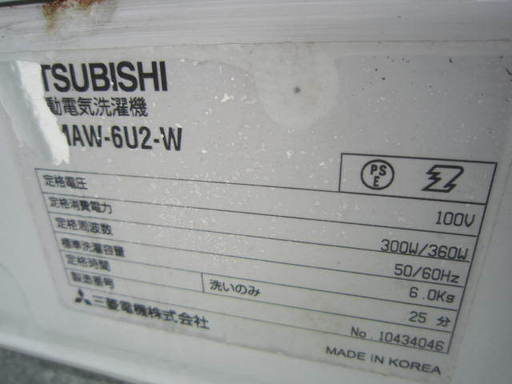 TSUBISHI
動電気洗濯機
MAW-6U2-W
PS
E
定格電圧 100V
定格消費電力 300W/360W
定格周波数 50/60Hz
標準洗濯容量 6.0Kg
定格時間 洗いのみ 25 分
製造番号 No. 10434046
三菱電機株式会社
MADE IN KOREA